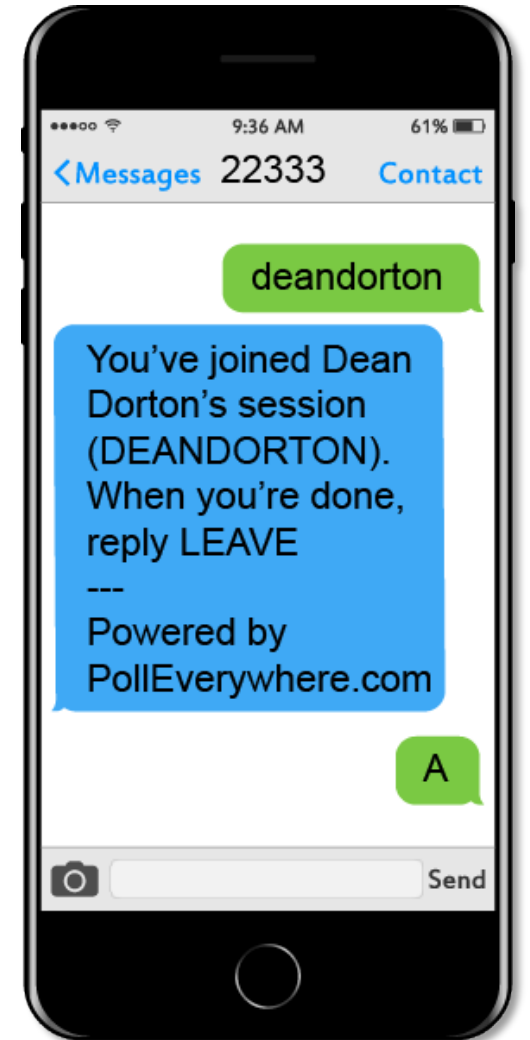 9:36 AM 61%
<Messages 22333 Contact
deandorton
You’ve joined Dean
Dorton’s session
(DEANDORTON).
When you’re done,
reply LEAVE
---
Powered by
PollEverywhere.com
A
Send